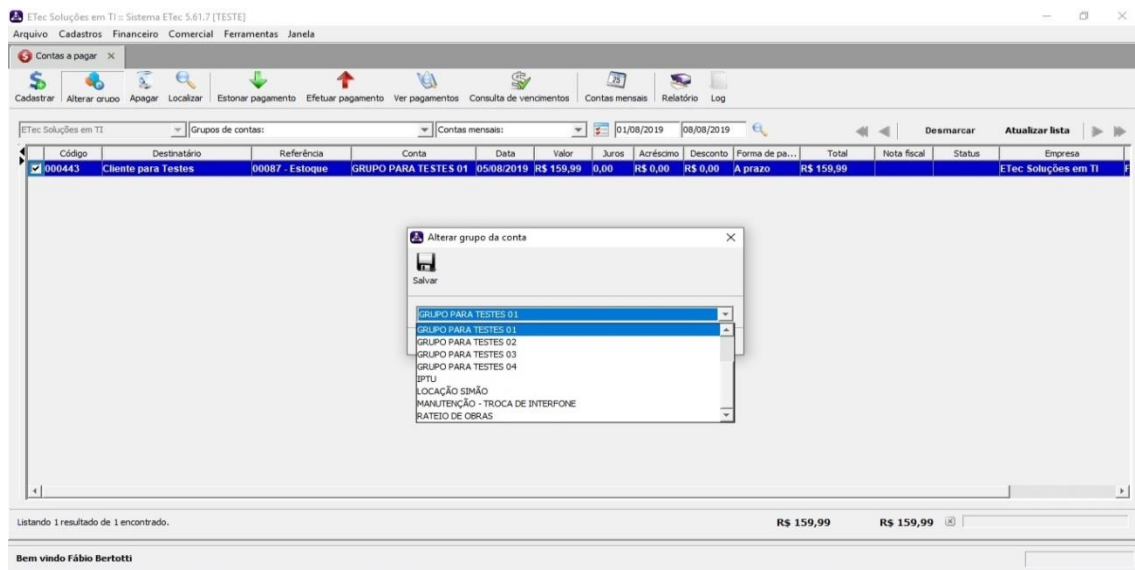 ETec Soluções em TI :: Sistema ETec 5.61.7 [TESTE]
Arquivo Cadastros Financeiro Comercial Ferramentas Janela
Contas a pagar
Cadastrar Alterar grupo Apagar Localizar Estonar pagamento Efetuar pagamento Ver pagamentos Consulta de vencimentos Contas mensais Relatório Log
ETec Soluções em TI Grupos de contas: Contas mensais: 01/08/2019 08/08/2019 Desmarcar Atualizar lista
Código Destinatário Referência Conta Data Valor Juros Acréscimo Desconto Forma de pa... Total Nota fiscal Status Empresa
000443 Cliente para Testes 00087 - Estoque GRUPO PARA TESTES 01 05/08/2019 R$ 159,99 0,00 R$ 0,00 R$ 0,00 A prazo R$ 159,99 ETec Soluções em TI
Alterar grupo da conta
Salvar
GRUPO PARA TESTES 01
GRUPO PARA TESTES 01
GRUPO PARA TESTES 02
GRUPO PARA TESTES 03
GRUPO PARA TESTES 04
IPTU
LOCAÇÃO SIMÃO
MANUTENÇÃO - TROCA DE INTERFONE
RATEIO DE OBRAS
Listando 1 resultado de 1 encontrado. R$ 159,99 R$ 159,99
Bem vindo Fábio Bertotti